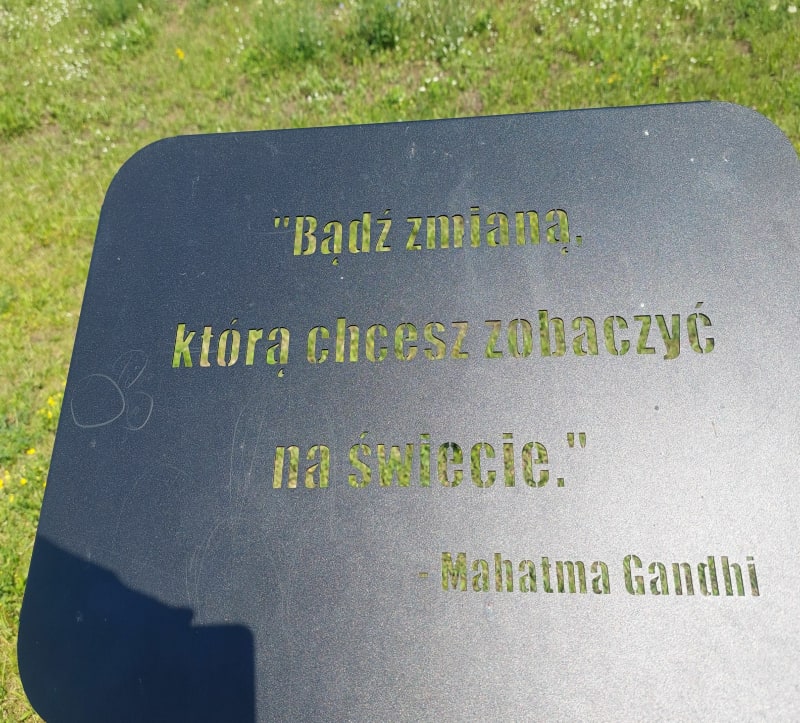 "Bądź zmianą,
którą chcesz zobaczyć
na świecie."
- Mahatma Gandhi